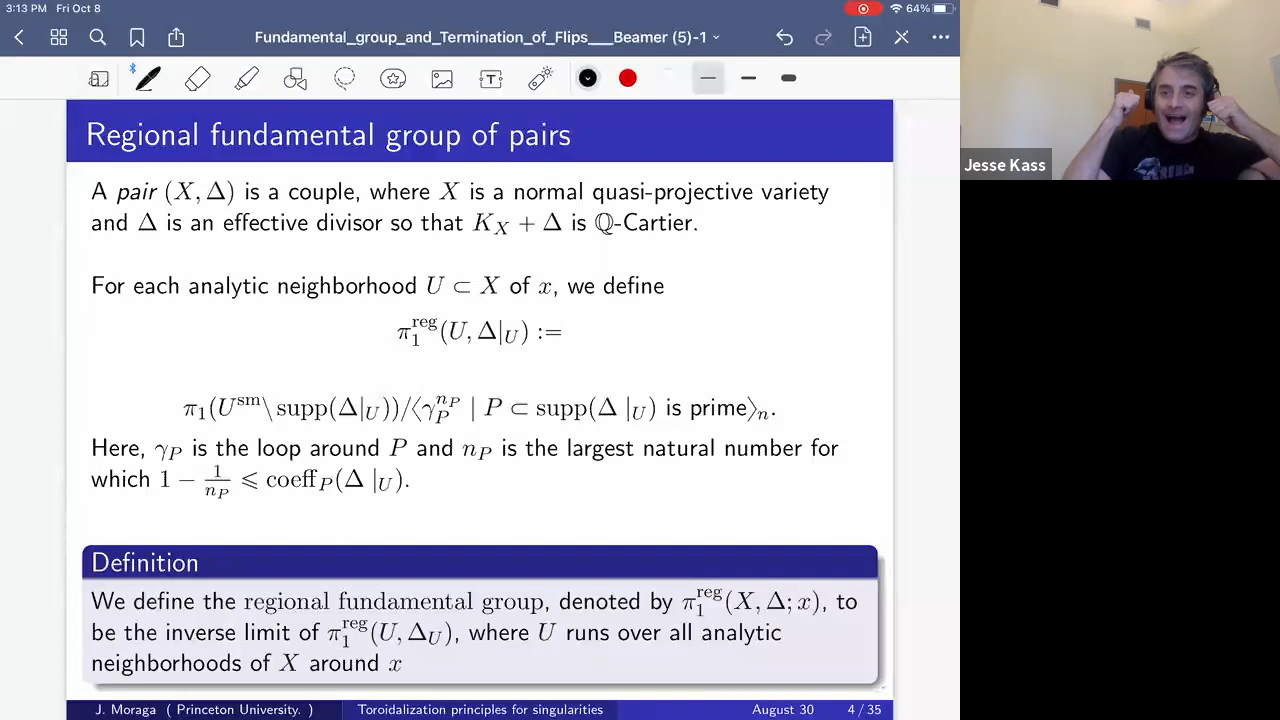 3:13 PM Fri Oct 8
64%
Fundamental_group_and_Termination_of_Flips___Beamer (5)-1
T
Regional fundamental group of pairs
A pair (X, Δ) is a couple, where X is a normal quasi-projective variety
and Δ is an effective divisor so that K_X + Δ is ℚ-Cartier.
For each analytic neighborhood U ⊂ X of x, we define
π₁^reg(U, Δ|_U) :=
π₁(U^sm \ supp(Δ|_U))/⟨γ_P^{n_P} | P ⊂ supp(Δ |_U) is prime⟩_n.
Here, γ_P is the loop around P and n_P is the largest natural number for
which 1 − 1/n_P ⩽ coeff_P(Δ |_U).
Definition
We define the regional fundamental group, denoted by π₁^reg(X, Δ; x), to
be the inverse limit of π₁^reg(U, Δ_U), where U runs over all analytic
neighborhoods of X around x
J. Moraga ( Princeton University. ) Toroidalization principles for singularities August 30 4 / 35
Jesse Kass